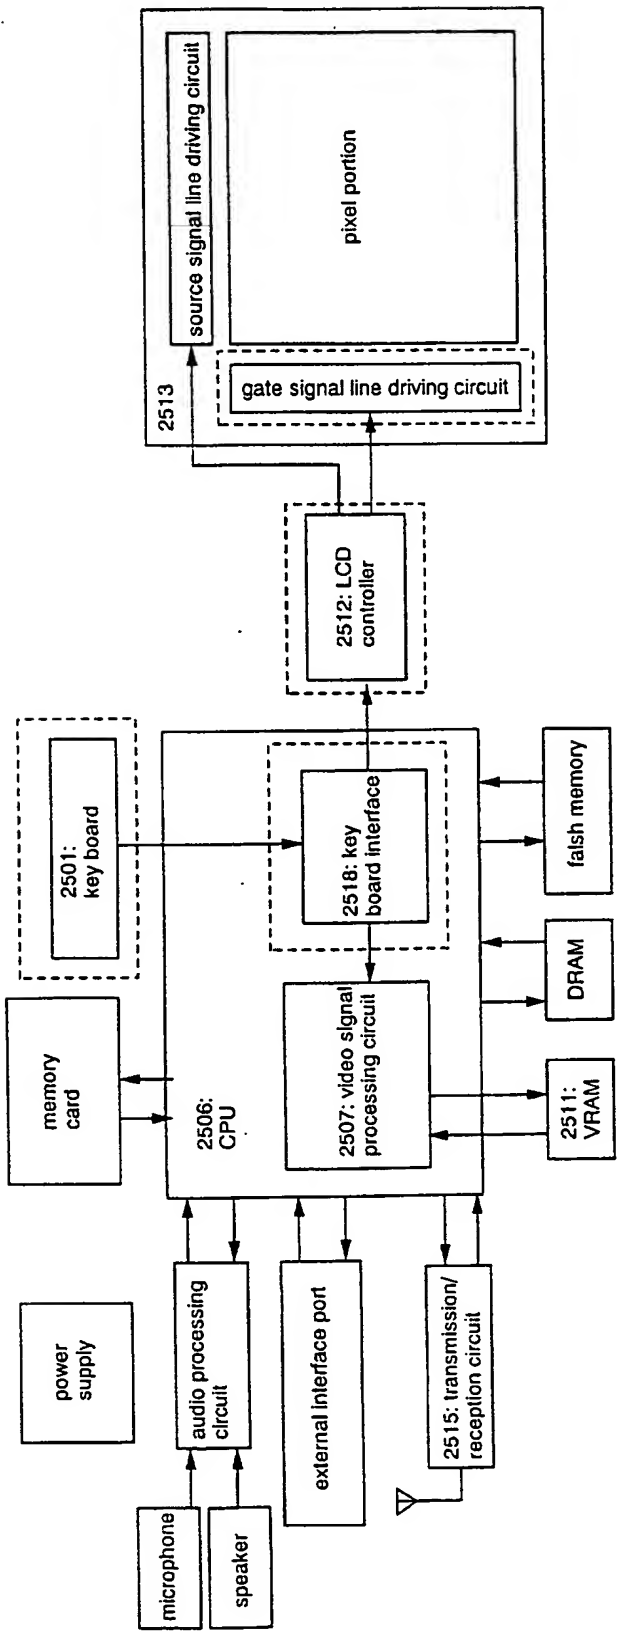 microphone
speaker
power
supply
audio processing
circuit
external interface port
2515: transmission/
reception circuit
memory
card
2506:
CPU
2507: video signal
processing circuit
2511:
VRAM
DRAM
falsh memory
2501:
key board
2518: key
board interface
2512: LCD
controller
2513
source signal line driving circuit
gate signal line driving circuit
pixel portion